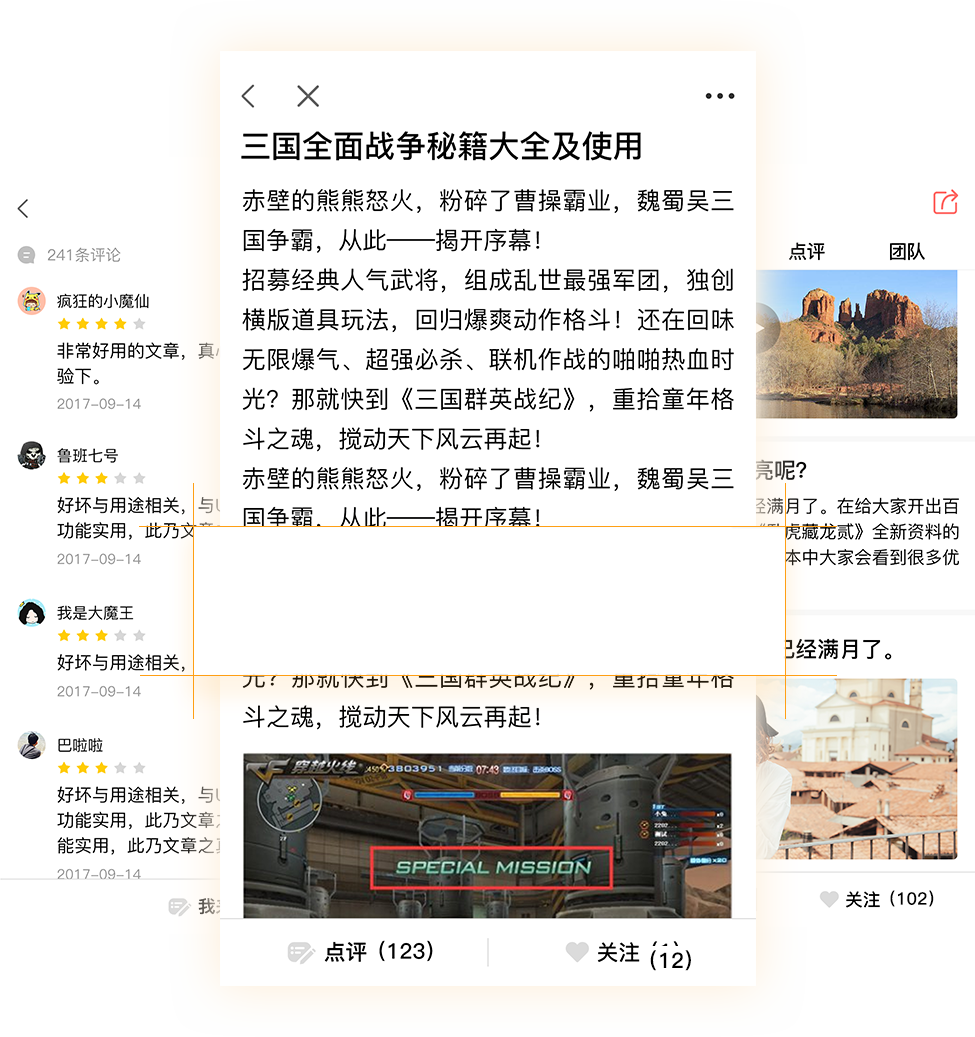 三国全面战争秘籍大全及使用
赤壁的熊熊怒火，粉碎了曹操霸业，魏蜀吴三
国争霸，从此——揭开序幕！
招募经典人气武将，组成乱世最强军团，独创
横版道具玩法，回归爆爽动作格斗！还在回味
无限爆气、超强必杀、联机作战的啪啪热血时
光？那就快到《三国群英战纪》，重拾童年格
斗之魂，搅动天下风云再起！
赤壁的熊熊怒火，粉碎了曹操霸业，魏蜀吴三
国争霸，从此——揭开序幕！
光？那就快到《三国群英战纪》，重拾童年格
斗之魂，搅动天下风云再起！
穿越火线
3803951
07:43
SPECIAL MISSION
点评（123）
关注
(12)
241条评论
疯狂的小魔仙
非常好用的文章，真
验下。
2017-09-14
鲁班七号
好坏与用途相关，与
功能实用，此乃文章
2017-09-14
我是大魔王
好坏与用途相关，
2017-09-14
巴啦啦
好坏与用途相关，与
功能实用，此乃文章
能实用，此乃文章之
2017-09-14
我
点评
团队
亮呢？
经满月了。在给大家开出百
虎藏龙贰》全新资料的
本中大家会看到很多优
已经满月了。
关注（102）